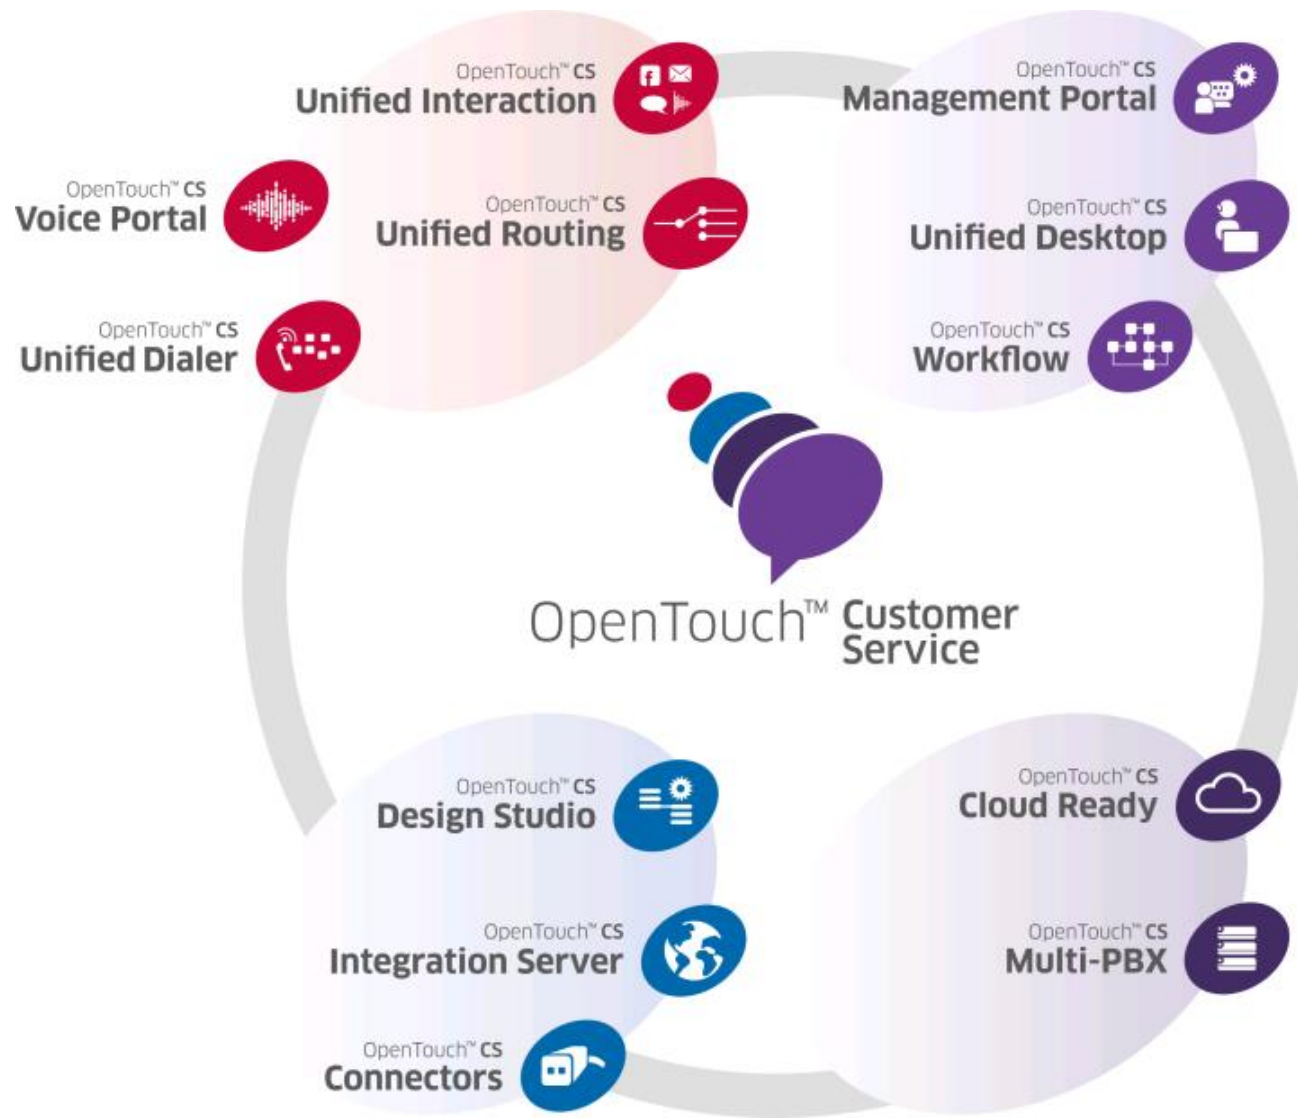 OpenTouch™ CS
Unified Interaction
OpenTouch™ CS
Management Portal
OpenTouch™ CS
Voice Portal
OpenTouch™ CS
Unified Routing
OpenTouch™ CS
Unified Desktop
OpenTouch™ CS
Unified Dialer
OpenTouch™ CS
Workflow
OpenTouch™ Customer
Service
OpenTouch™ CS
Design Studio
OpenTouch™ CS
Cloud Ready
OpenTouch™ CS
Integration Server
OpenTouch™ CS
Multi-PBX
OpenTouch™ CS
Connectors